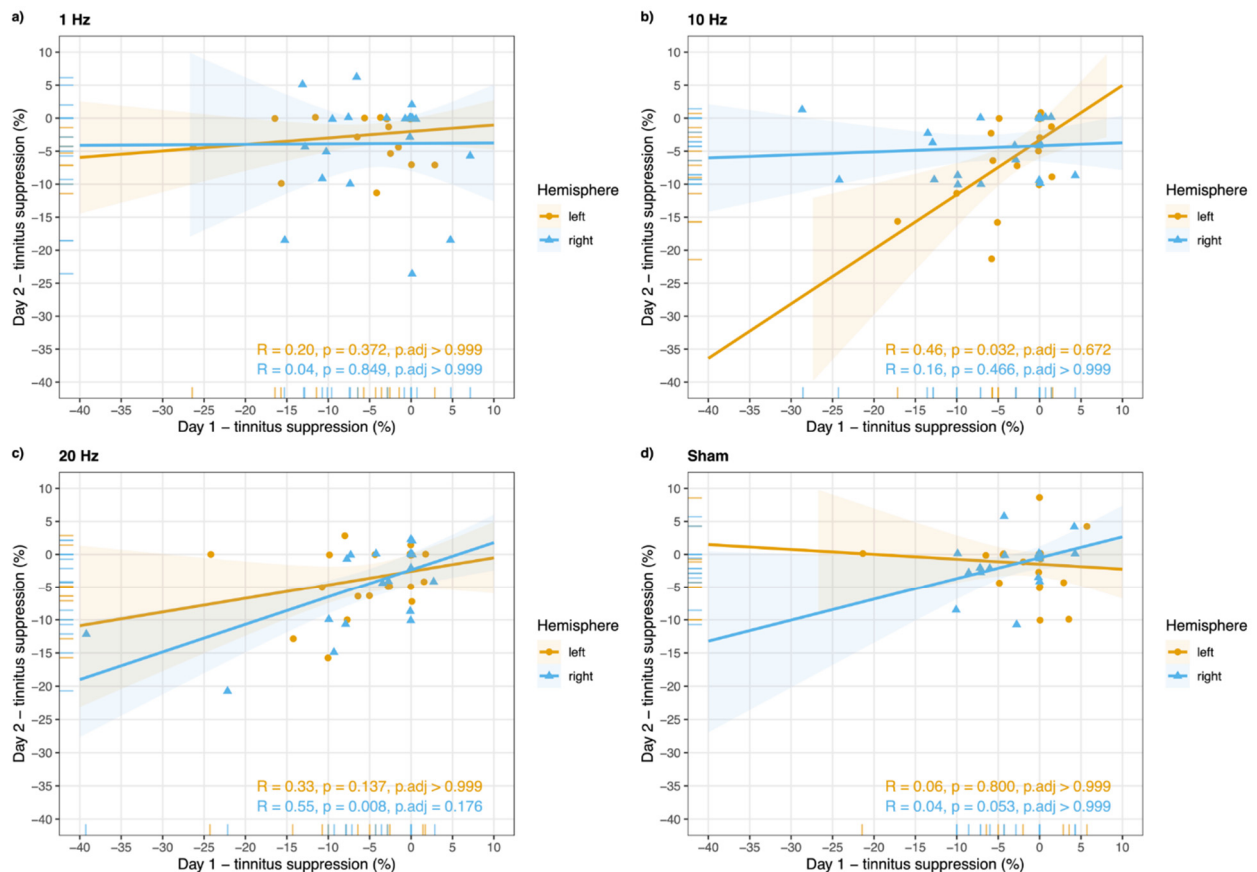 a) 1 Hz
10
5
0
−5
−10
−15
−20
−25
−30
−35
−40
Day 2 − tinnitus suppression (%)
R = 0.20, p = 0.372, p.adj > 0.999
R = 0.04, p = 0.849, p.adj > 0.999
−40 −35 −30 −25 −20 −15 −10 −5 0 5 10
Day 1 − tinnitus suppression (%)
Hemisphere
left
right
b) 10 Hz
10
5
0
−5
−10
−15
−20
−25
−30
−35
−40
Day 2 − tinnitus suppression (%)
R = 0.46, p = 0.032, p.adj = 0.672
R = 0.16, p = 0.466, p.adj > 0.999
−40 −35 −30 −25 −20 −15 −10 −5 0 5 10
Day 1 − tinnitus suppression (%)
Hemisphere
left
right
c) 20 Hz
10
5
0
−5
−10
−15
−20
−25
−30
−35
−40
Day 2 − tinnitus suppression (%)
R = 0.33, p = 0.137, p.adj > 0.999
R = 0.55, p = 0.008, p.adj = 0.176
−40 −35 −30 −25 −20 −15 −10 −5 0 5 10
Day 1 − tinnitus suppression (%)
Hemisphere
left
right
d) Sham
10
5
0
−5
−10
−15
−20
−25
−30
−35
−40
Day 2 − tinnitus suppression (%)
R = 0.06, p = 0.800, p.adj > 0.999
R = 0.04, p = 0.053, p.adj > 0.999
−40 −35 −30 −25 −20 −15 −10 −5 0 5 10
Day 1 − tinnitus suppression (%)
Hemisphere
left
right